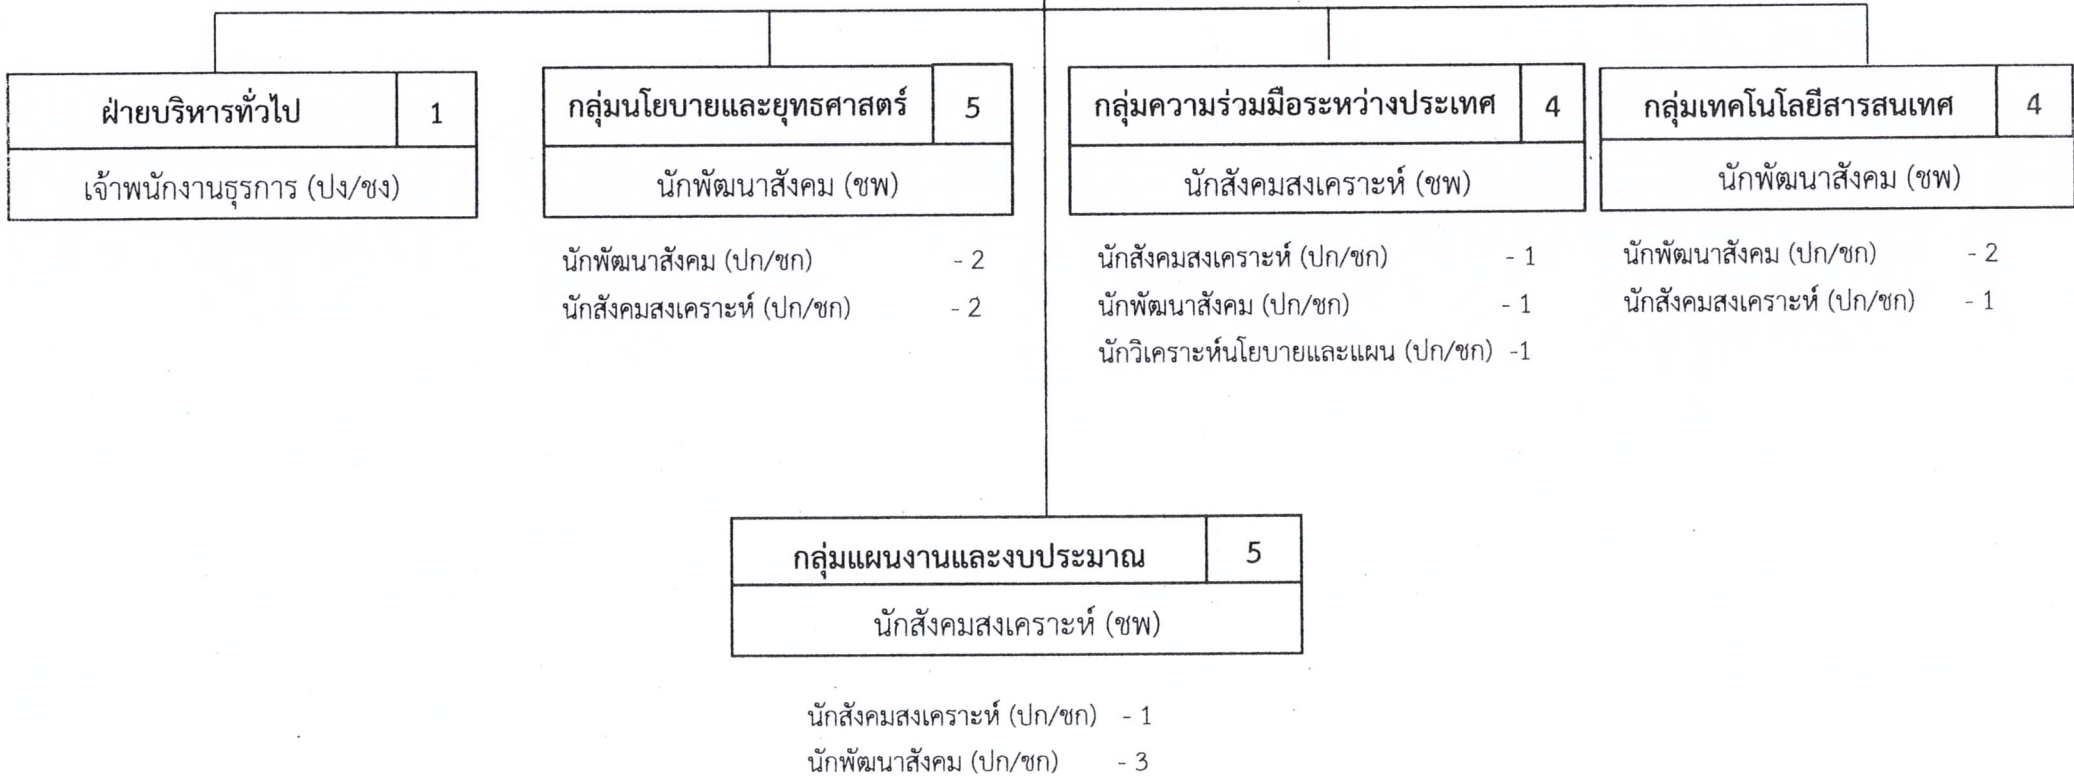 ฝ่ายบริหารทั่วไป 1
เจ้าพนักงานธุรการ (ปง/ชง)
กลุ่มนโยบายและยุทธศาสตร์ 5
นักพัฒนาสังคม (ชพ)
นักพัฒนาสังคม (ปก/ชก) - 2
นักสังคมสงเคราะห์ (ปก/ชก) - 2
กลุ่มความร่วมมือระหว่างประเทศ 4
นักสังคมสงเคราะห์ (ชพ)
นักสังคมสงเคราะห์ (ปก/ชก) - 1
นักพัฒนาสังคม (ปก/ชก) - 1
นักวิเคราะห์นโยบายและแผน (ปก/ชก) -1
กลุ่มเทคโนโลยีสารสนเทศ 4
นักพัฒนาสังคม (ชพ)
นักพัฒนาสังคม (ปก/ชก) - 2
นักสังคมสงเคราะห์ (ปก/ชก) - 1
กลุ่มแผนงานและงบประมาณ 5
นักสังคมสงเคราะห์ (ชพ)
นักสังคมสงเคราะห์ (ปก/ชก) - 1
นักพัฒนาสังคม (ปก/ชก) - 3